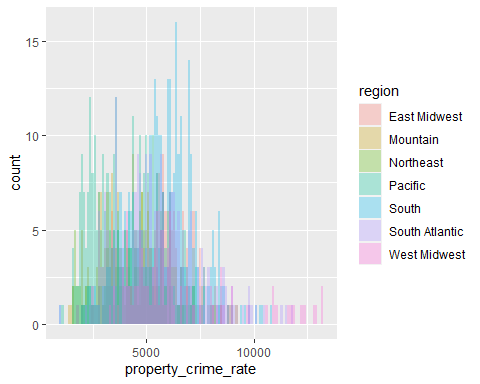 15
10
5
0
count
5000
10000
property_crime_rate
region
East Midwest
Mountain
Northeast
Pacific
South
South Atlantic
West Midwest